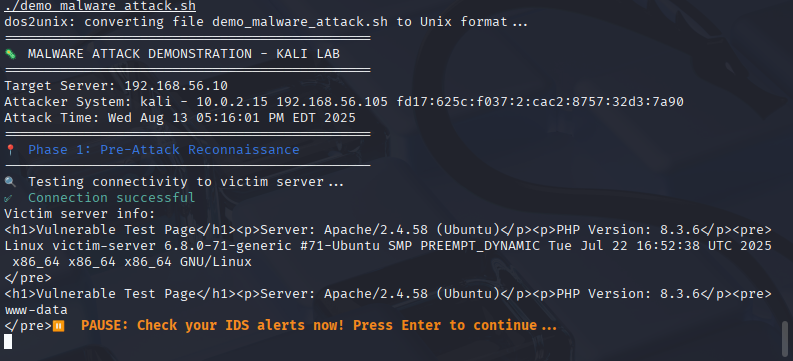 ./demo_malware_attack.sh
dos2unix: converting file demo_malware_attack.sh to Unix format...
==============================================
🦠 MALWARE ATTACK DEMONSTRATION - KALI LAB
==============================================
Target Server: 192.168.56.10
Attacker System: kali - 10.0.2.15 192.168.56.105 fd17:625c:f037:2:cac2:8757:32d3:7a90
Attack Time: Wed Aug 13 05:16:01 PM EDT 2025
==============================================
📍 Phase 1: Pre-Attack Reconnaissance
----------------------------------------------
🔍 Testing connectivity to victim server...
✅ Connection successful
Victim server info:
<h1>Vulnerable Test Page</h1><p>Server: Apache/2.4.58 (Ubuntu)</p><p>PHP Version: 8.3.6</p><pre>
Linux victim-server 6.8.0-71-generic #71-Ubuntu SMP PREEMPT_DYNAMIC Tue Jul 22 16:52:38 UTC 2025
x86_64 x86_64 x86_64 GNU/Linux
</pre>
<h1>Vulnerable Test Page</h1><p>Server: Apache/2.4.58 (Ubuntu)</p><p>PHP Version: 8.3.6</p><pre>
www-data
</pre>⏸️ PAUSE: Check your IDS alerts now! Press Enter to continue...